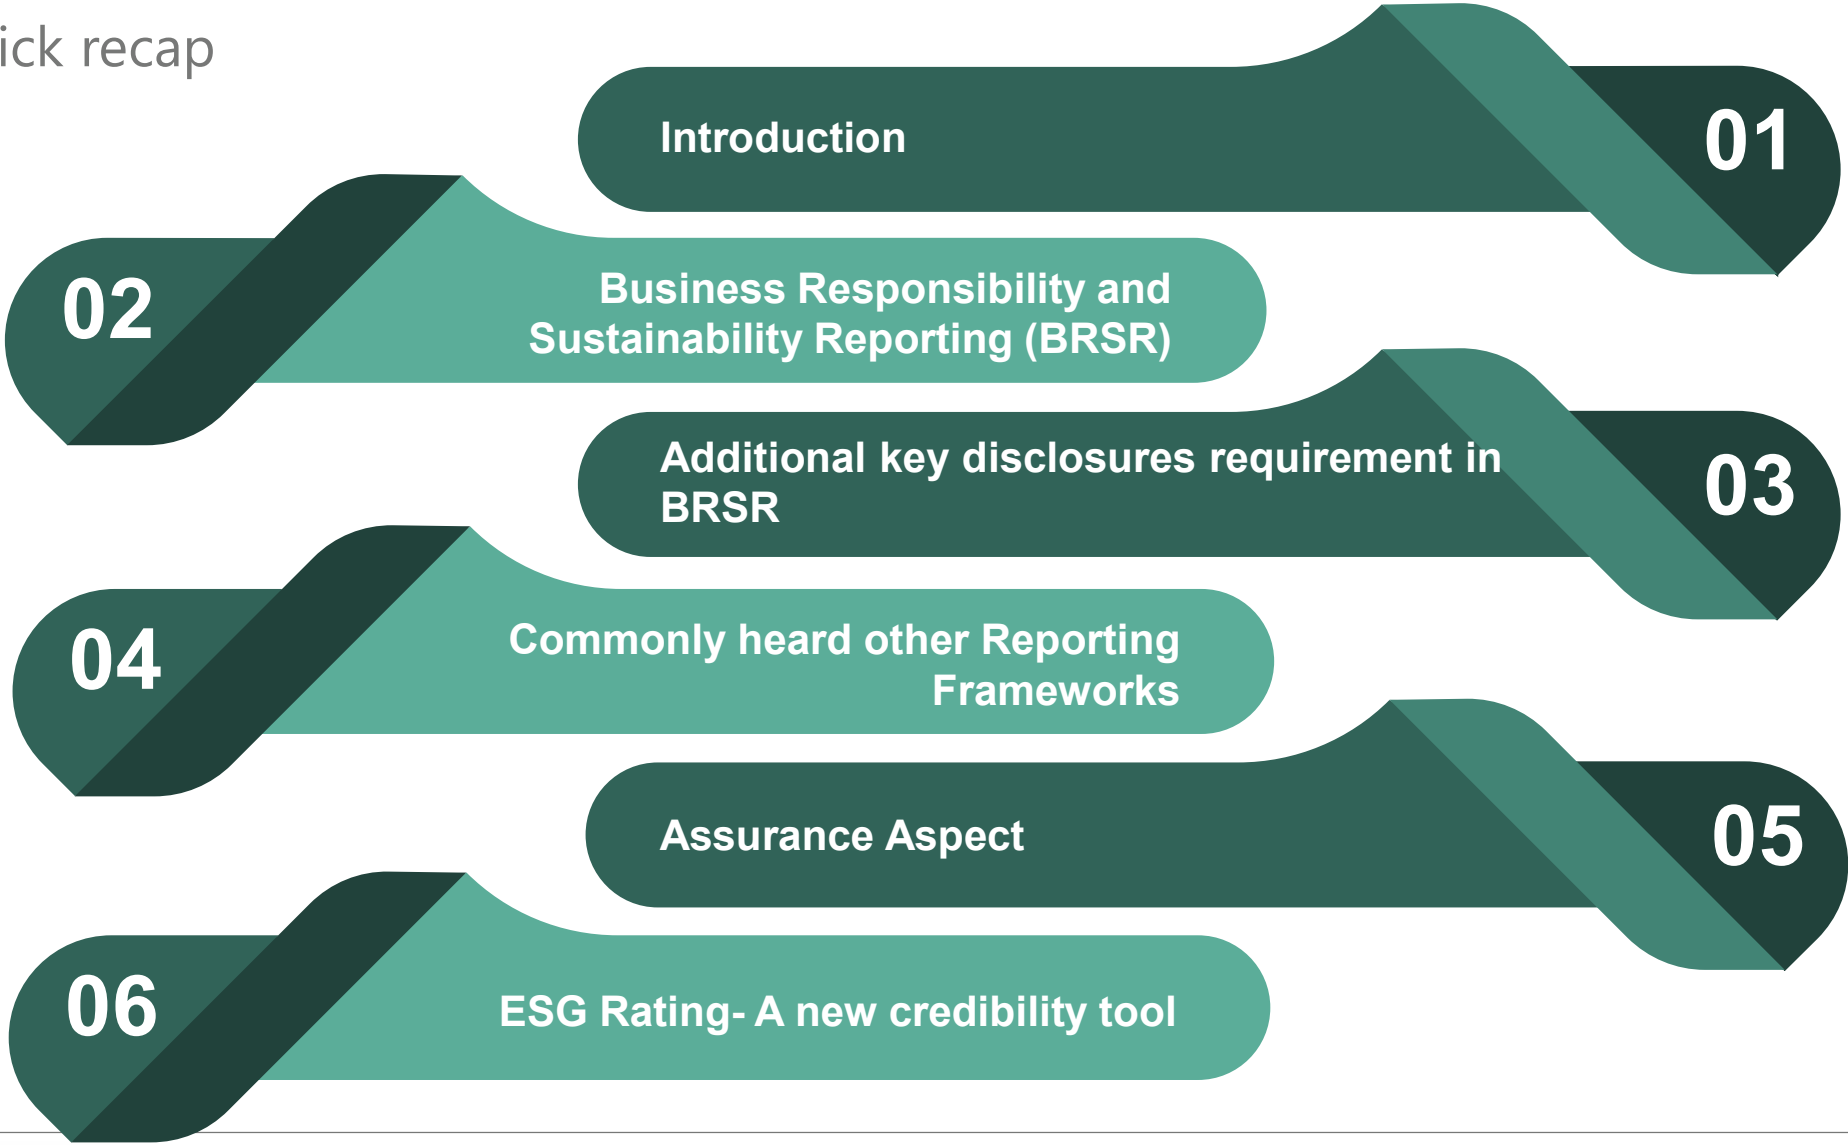 ick recap
Introduction
01
02
Business Responsibility and
Sustainability Reporting (BRSR)
Additional key disclosures requirement in
BRSR
03
04
Commonly heard other Reporting
Frameworks
Assurance Aspect
05
06
ESG Rating- A new credibility tool